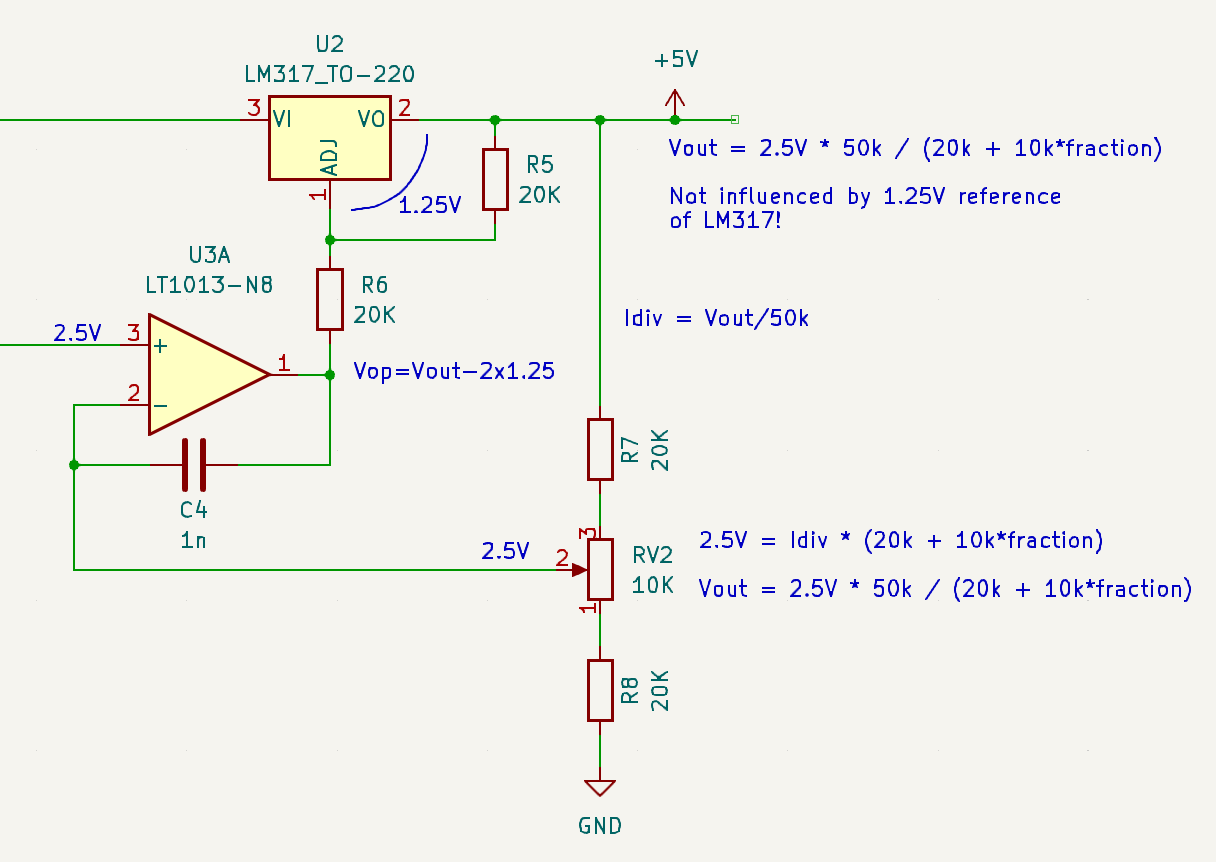 U2
LM317_TO-220
+5V
3
VI
VO
2
ADJ
1
1.25V
R5
20K
Vout = 2.5V * 50k / (20k + 10k*fraction)
Not influenced by 1.25V reference
of LM317!
U3A
LT1013-N8
R6
20K
2.5V
3
+
1
2
-
Vop=Vout-2x1.25
Idiv = Vout/50k
C4
1n
R7
20K
2.5V
2
3
1
RV2
10K
2.5V = Idiv * (20k + 10k*fraction)
Vout = 2.5V * 50k / (20k + 10k*fraction)
R8
20K
GND